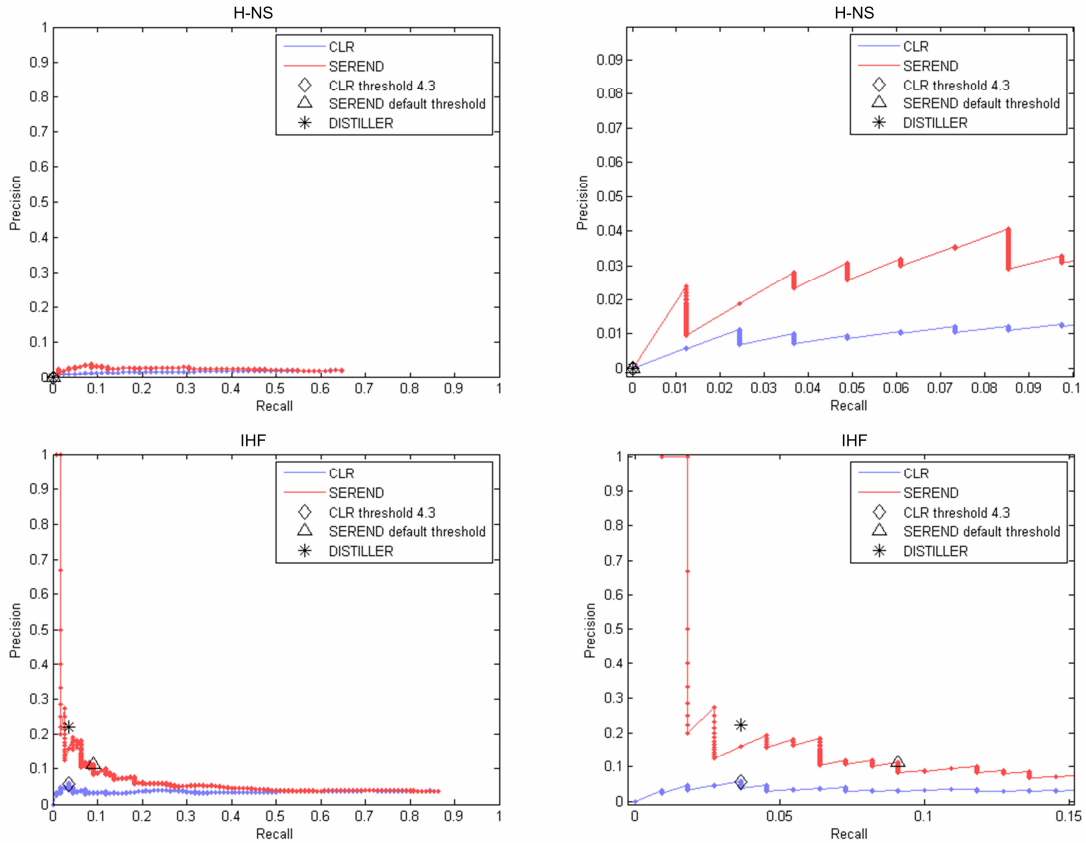 H-NS
1
0.9
0.8
0.7
0.6
0.5
0.4
0.3
0.2
0.1
0
Precision
0 0.1 0.2 0.3 0.4 0.5 0.6 0.7 0.8 0.9 1
Recall
CLR
SEREND
CLR threshold 4.3
SEREND default threshold
DISTILLER
H-NS
0.09
0.08
0.07
0.06
0.05
0.04
0.03
0.02
0.01
0
Precision
0 0.01 0.02 0.03 0.04 0.05 0.06 0.07 0.08 0.09 0.1
Recall
CLR
SEREND
CLR threshold 4.3
SEREND default threshold
DISTILLER
IHF
1
0.9
0.8
0.7
0.6
0.5
0.4
0.3
0.2
0.1
0
Precision
0 0.1 0.2 0.3 0.4 0.5 0.6 0.7 0.8 0.9 1
Recall
CLR
SEREND
CLR threshold 4.3
SEREND default threshold
DISTILLER
IHF
1
0.9
0.8
0.7
0.6
0.5
0.4
0.3
0.2
0.1
0
Precision
0 0.05 0.1 0.15
Recall
CLR
SEREND
CLR threshold 4.3
SEREND default threshold
DISTILLER